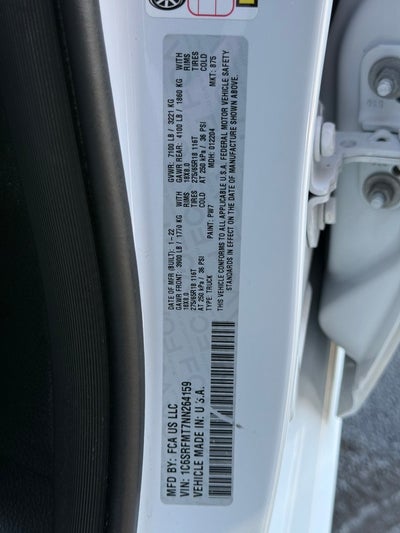 MFD BY: FCA US LLC
DATE OF MFR (BUILT): 1-22
GVWR: 7100 LB / 3221 KG
GAWR FRONT: 3900 LB / 1770 KG WITH
18X8.0 RIMS
275/65R18 116T TIRES
AT 250 kPa / 36 PSI COLD
GAWR REAR: 4100 LB / 1860 KG WITH
18X8.0 RIMS
275/65R18 116T TIRES
AT 250 kPa / 36 PSI COLD
THIS VEHICLE CONFORMS TO ALL APPLICABLE U.S.A. FEDERAL MOTOR VEHICLE SAFETY
STANDARDS IN EFFECT ON THE DATE OF MANUFACTURE SHOWN ABOVE.
VIN: 1C6SRFMT7NN264159
TYPE: TRUCK
PAINT: PW7
MDH: 012204
MKT: 875
VEHICLE MADE IN: U.S.A.